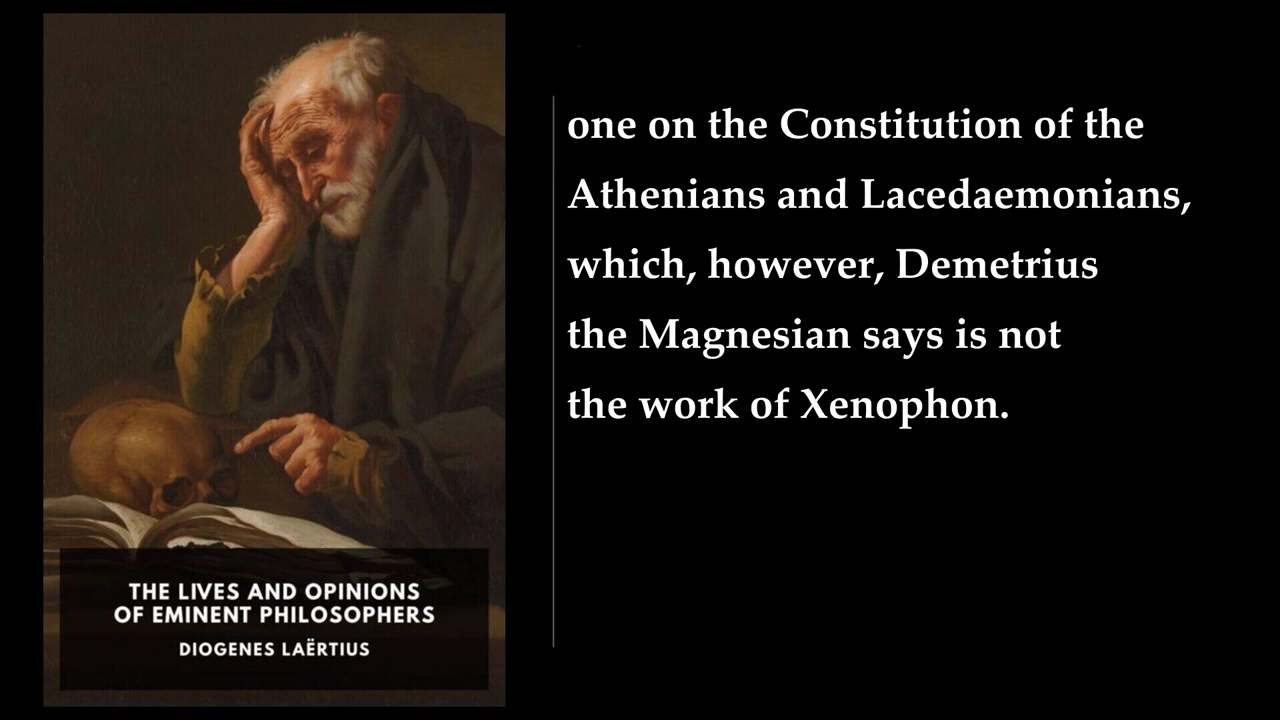 one on the Constitution of the
Athenians and Lacedaemonians,
which, however, Demetrius
the Magnesian says is not
the work of Xenophon.
THE LIVES AND OPINIONS
OF EMINENT PHILOSOPHERS
DIOGENES LAËRTIUS